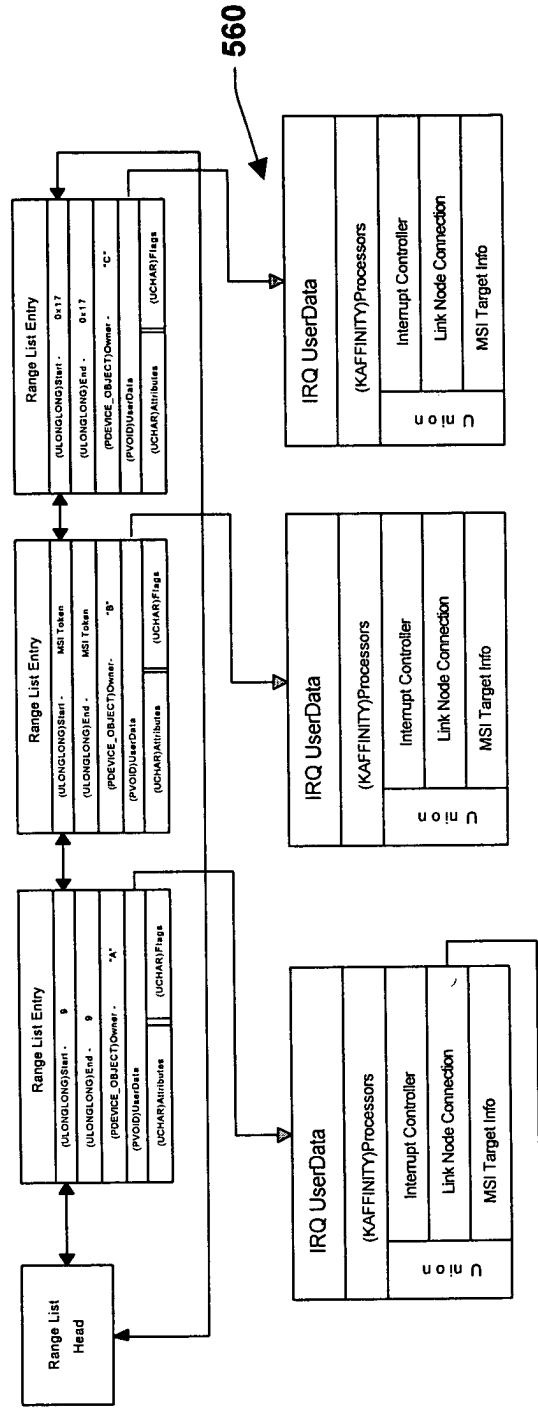 560
Range List
Head
Range List Entry
(ULONGLONG)Start - 9
(ULONGLONG)End - 9
(PDEVICE_OBJECT)Owner - "A"
(PVOID)UserData
(UCHAR)Attributes (UCHAR)Flags
Range List Entry
(ULONGLONG)Start - MSI Token
(ULONGLONG)End - MSI Token
(PDEVICE_OBJECT)Owner- "B"
(PVOID)UserData
(UCHAR)Attributes (UCHAR)Flags
Range List Entry
(ULONGLONG)Start - 0x17
(ULONGLONG)End - 0x17
(PDEVICE_OBJECT)Owner - "C"
(PVOID)UserData
(UCHAR)Attributes (UCHAR)Flags
IRQ UserData
(KAFFINITY)Processors
Union
Interrupt Controller
Link Node Connection
MSI Target Info
IRQ UserData
(KAFFINITY)Processors
Union
Interrupt Controller
Link Node Connection
MSI Target Info
IRQ UserData
(KAFFINITY)Processors
Union
Interrupt Controller
Link Node Connection
MSI Target Info